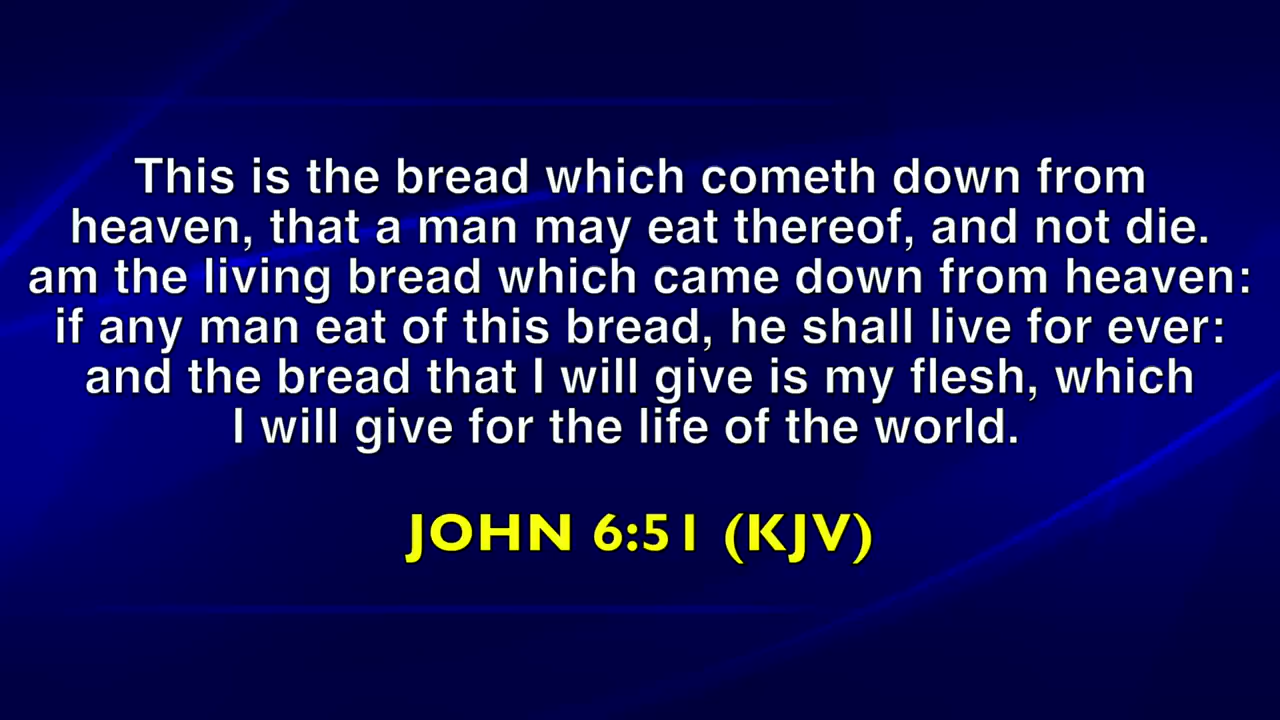 This is the bread which cometh down from
heaven, that a man may eat thereof, and not die.
am the living bread which came down from heaven:
if any man eat of this bread, he shall live for ever:
and the bread that I will give is my flesh, which
I will give for the life of the world.
JOHN 6:51 (KJV)